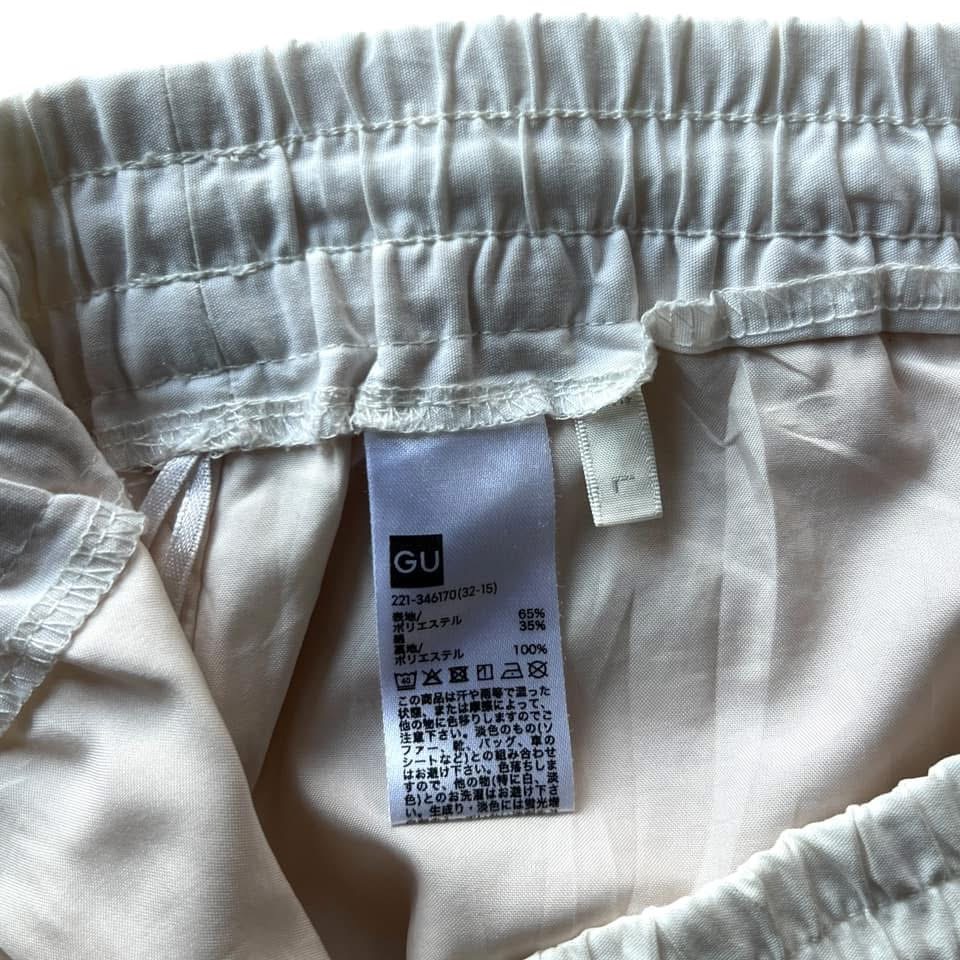 GU
221-346170(32-15)
表地/
ポリエステル 65%
綿 35%
裏地/
ポリエステル 100%
40
この商品は汗や雨等で湿った
状態、または摩擦によって、
他の物に色移りしますのでご
注意下さい。淡色のもの(ソ
ファー、靴、バッグ、車の
シートなど)との組み合わせ
はお避け下さい。色落ちしま
すので、他の物(特に白、淡
色)とのお洗濯はお避け下さ
い。生成り・淡色には蛍光増
L